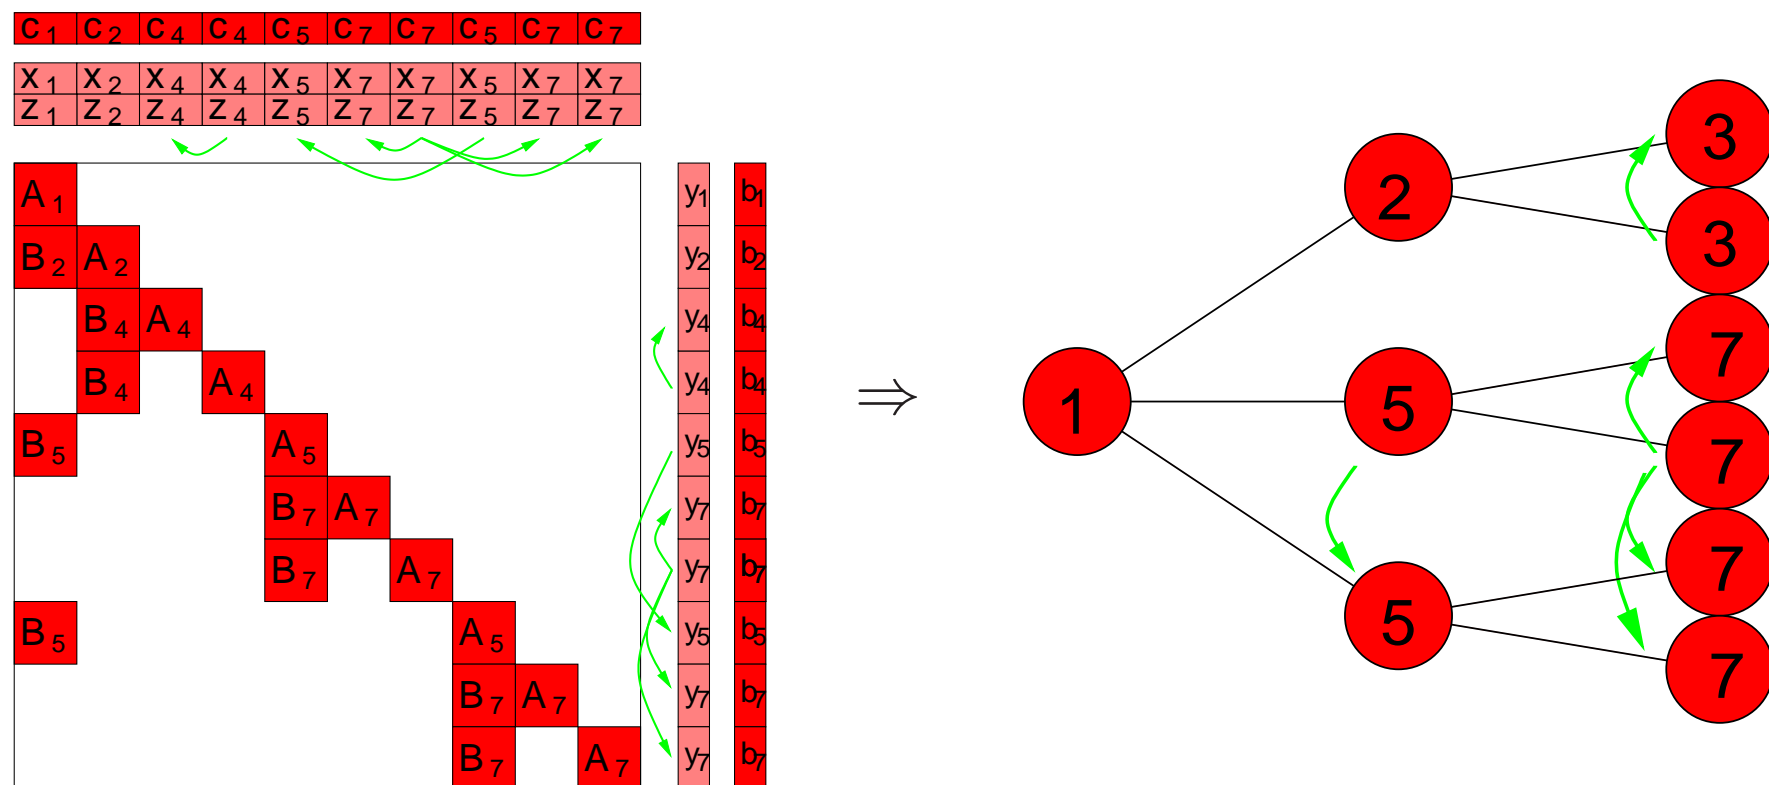 c1 c2 c4 c4 c5 c7 c7 c5 c7 c7
x1 x2 x4 x4 x5 x7 x7 x5 x7 x7
z1 z2 z4 z4 z5 z7 z7 z5 z7 z7
A1 y1 b1
B2 A2 y2 b2
B4 A4 y4 b4
B4 A4 y4 b4
B5 A5 y5 b5
B7 A7 y7 b7
B7 A7 y7 b7
B5 A5 y5 b5
B7 A7 y7 b7
B7 A7 y7 b7
⇒
1
2
5
5
3
3
7
7
7
7